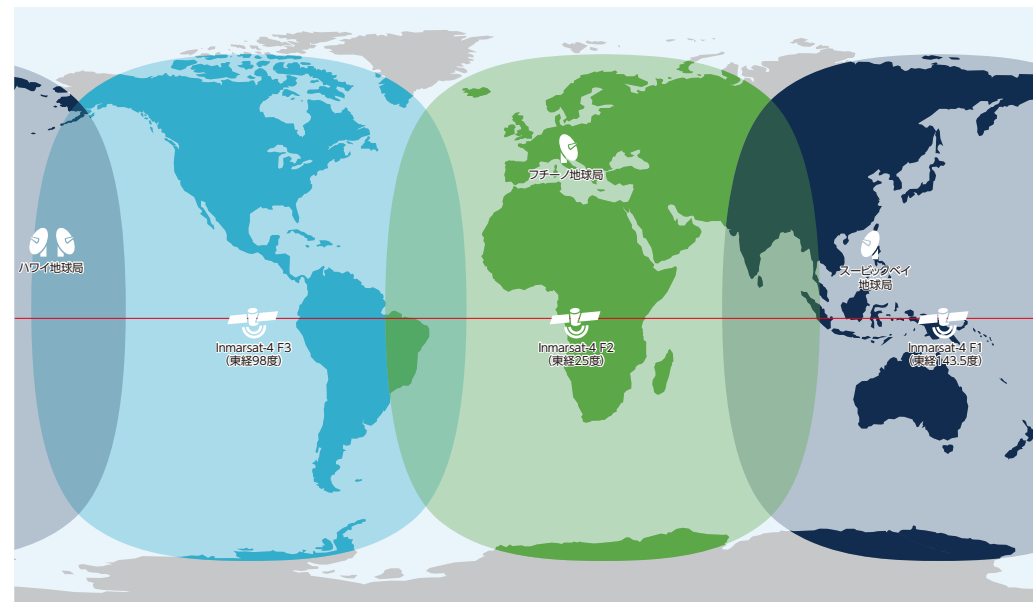 フチーノ地球局
ハワイ地球局
スービックベイ
地球局
Inmarsat-4 F3
(東経98度)
Inmarsat-4 F2
(東経25度)
Inmarsat-4 F1
(東経143.5度)